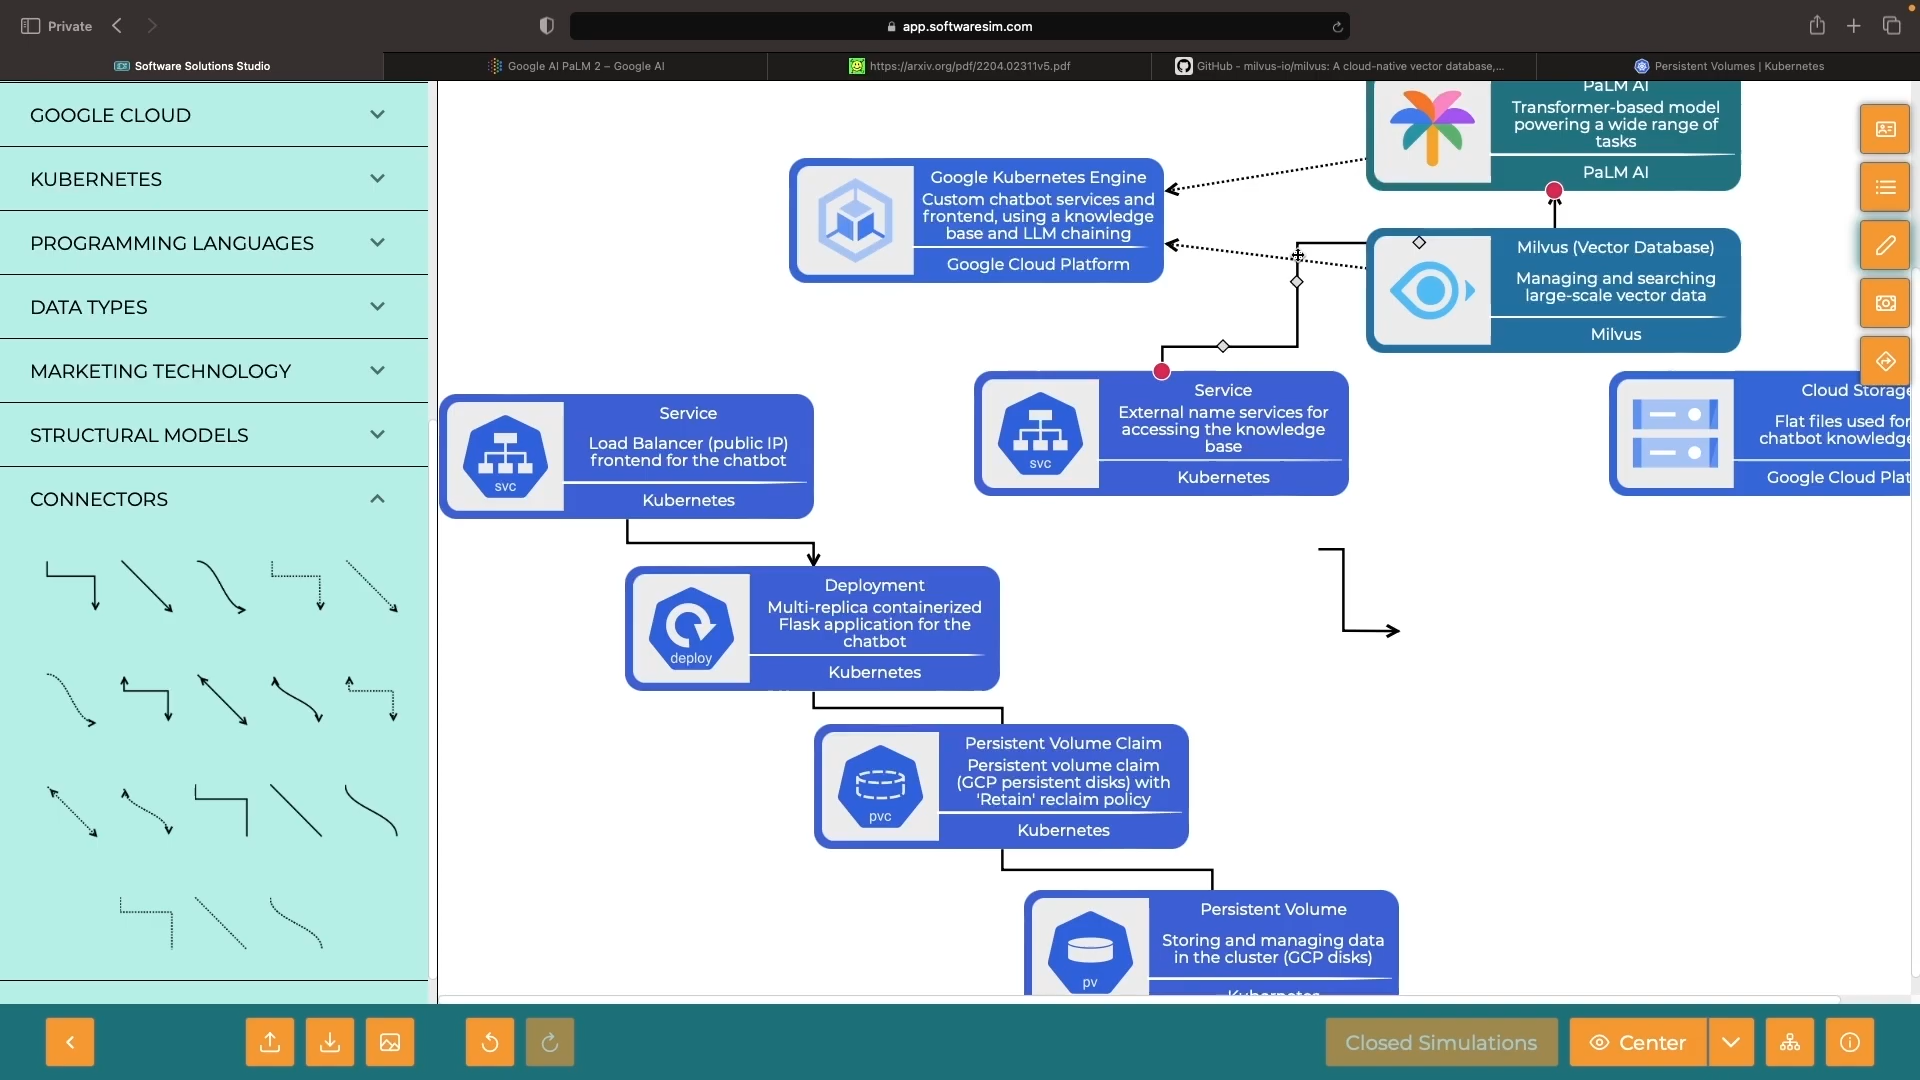 Private
app.softwaresim.com
Software Solutions Studio
Google AI PaLM 2 – Google AI
https://arxiv.org/pdf/2204.02311v5.pdf
GitHub - milvus-io/milvus: A cloud-native vector database,...
Persistent Volumes | Kubernetes
GOOGLE CLOUD
KUBERNETES
PROGRAMMING LANGUAGES
DATA TYPES
MARKETING TECHNOLOGY
STRUCTURAL MODELS
CONNECTORS
PaLM AI
Transformer-based model
powering a wide range of
tasks
PaLM AI
Google Kubernetes Engine
Custom chatbot services and
frontend, using a knowledge
base and LLM chaining
Google Cloud Platform
Milvus (Vector Database)
Managing and searching
large-scale vector data
Milvus
svc
Service
Load Balancer (public IP)
frontend for the chatbot
Kubernetes
svc
Service
External name services for
accessing the knowledge
base
Kubernetes
Cloud Storage
Flat files used for
chatbot knowledge
Google Cloud Plat
deploy
Deployment
Multi-replica containerized
Flask application for the
chatbot
Kubernetes
pvc
Persistent Volume Claim
Persistent volume claim
(GCP persistent disks) with
'Retain' reclaim policy
Kubernetes
pv
Persistent Volume
Storing and managing data
in the cluster (GCP disks)
Kubernetes
Closed Simulations
Center